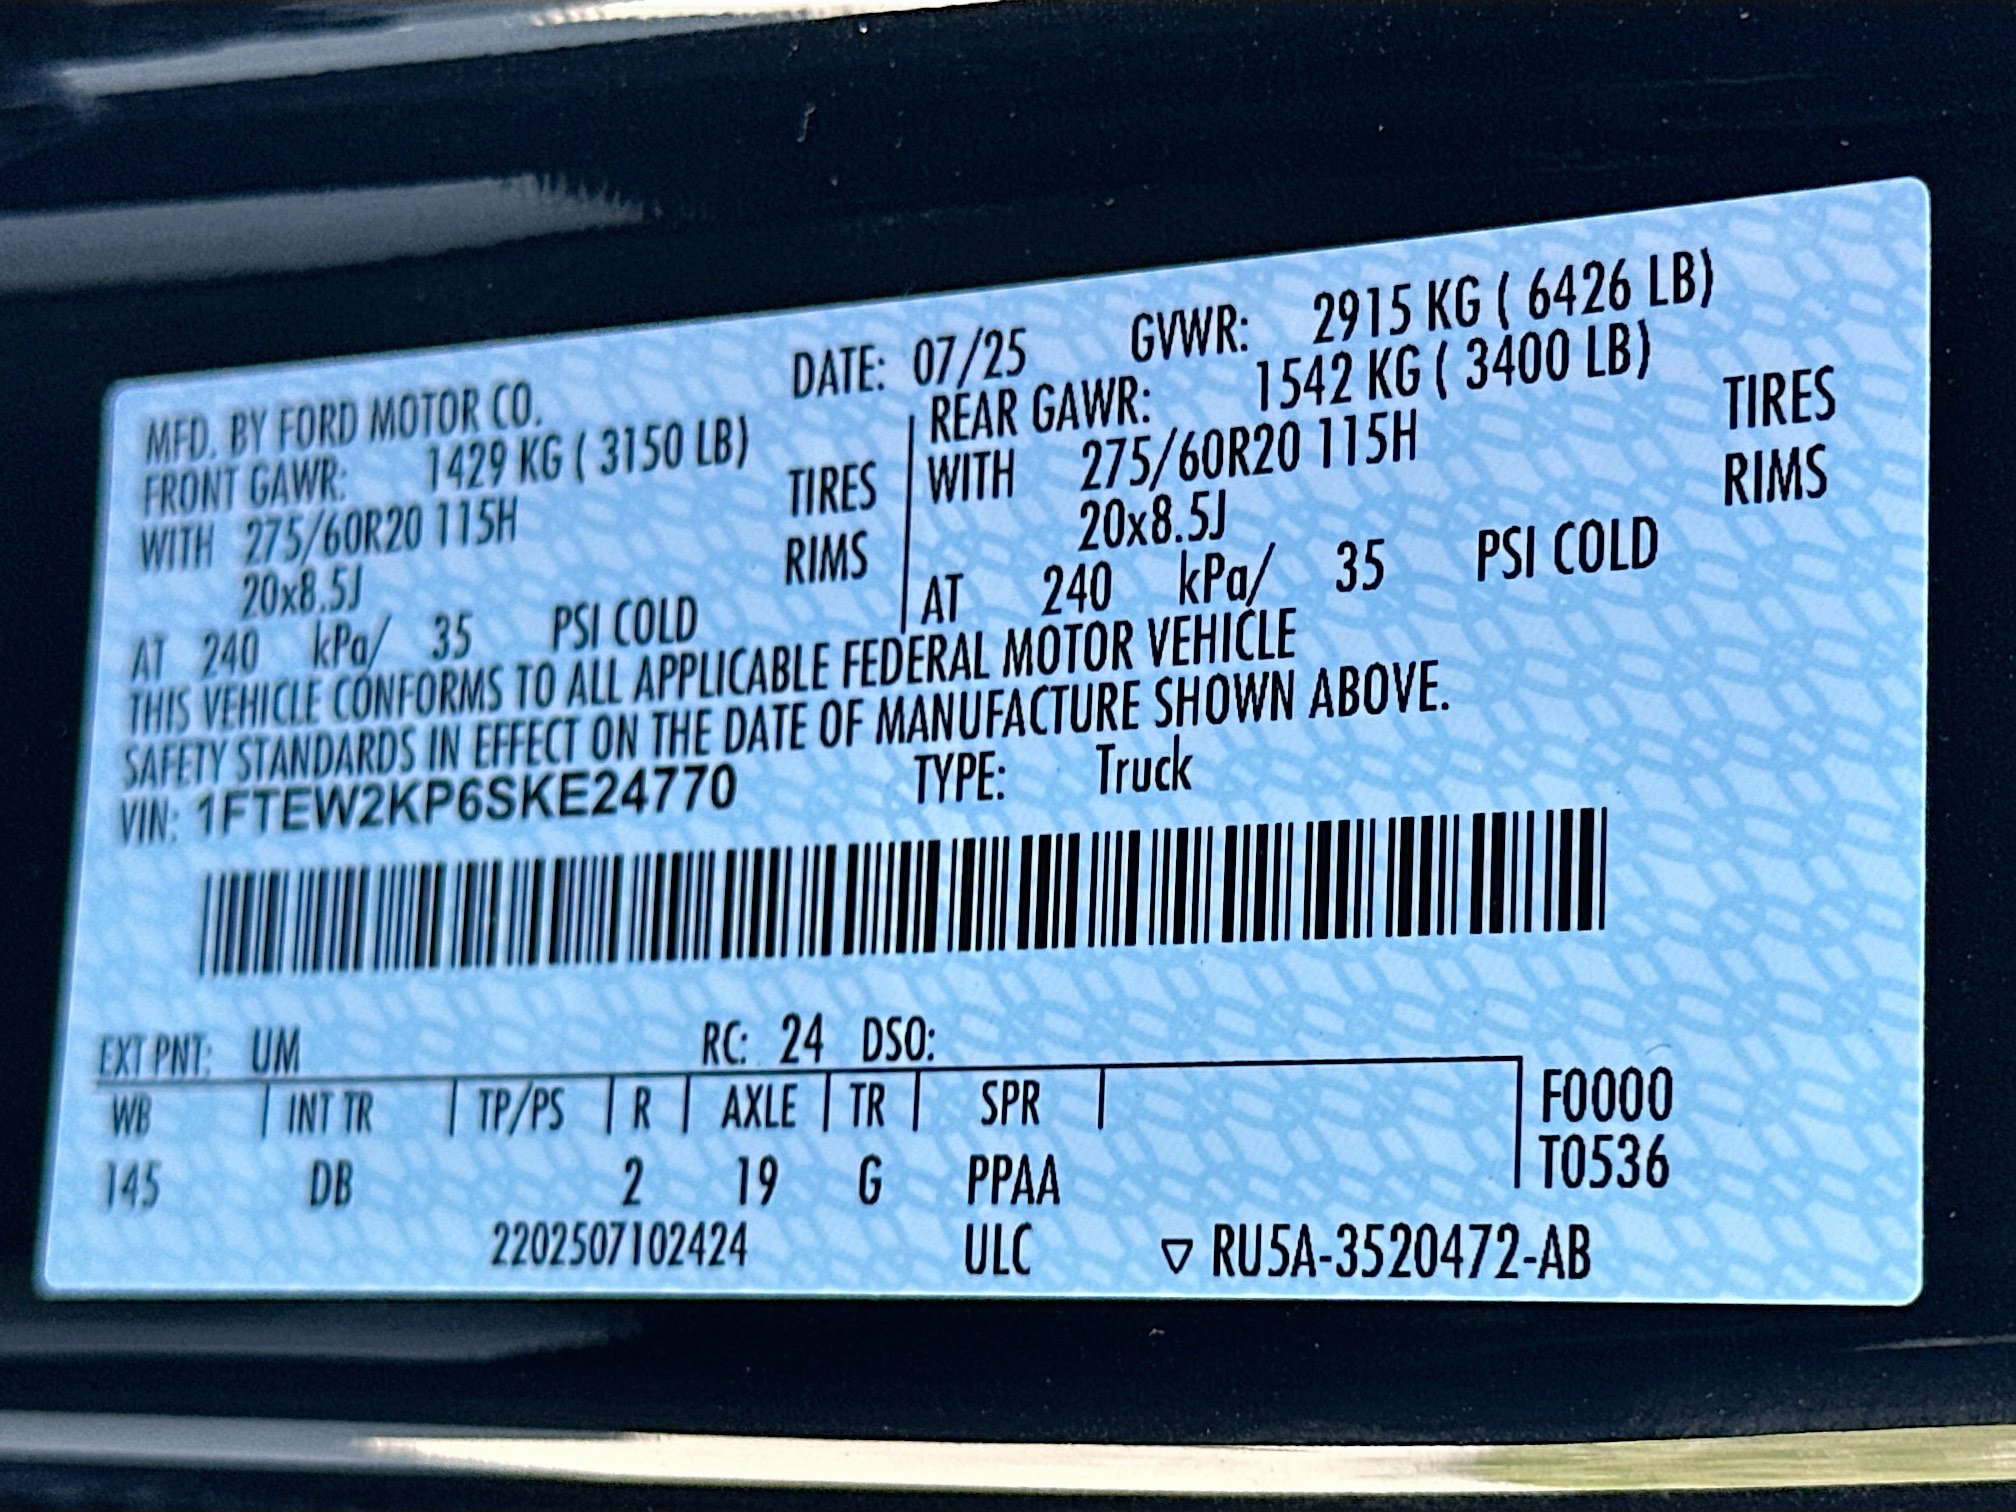 MFD. BY FORD MOTOR CO. DATE: 07/25 GVWR: 2915 KG ( 6426 LB)
FRONT GAWR: 1429 KG ( 3150 LB) REAR GAWR: 1542 KG ( 3400 LB)
WITH 275/60R20 115H TIRES WITH 275/60R20 115H TIRES
20x8.5J RIMS 20x8.5J RIMS
AT 240 kPa/ 35 PSI COLD AT 240 kPa/ 35 PSI COLD
THIS VEHICLE CONFORMS TO ALL APPLICABLE FEDERAL MOTOR VEHICLE
SAFETY STANDARDS IN EFFECT ON THE DATE OF MANUFACTURE SHOWN ABOVE.
VIN: 1FTEW2KP6SKE24770 TYPE: Truck
EXT PNT: UM RC: 24 DSO:
WB INT TR TP/PS R AXLE TR SPR F0000
145 DB 2 19 G PPAA T0536
2202507102424 ULC ▽ RU5A-3520472-AB